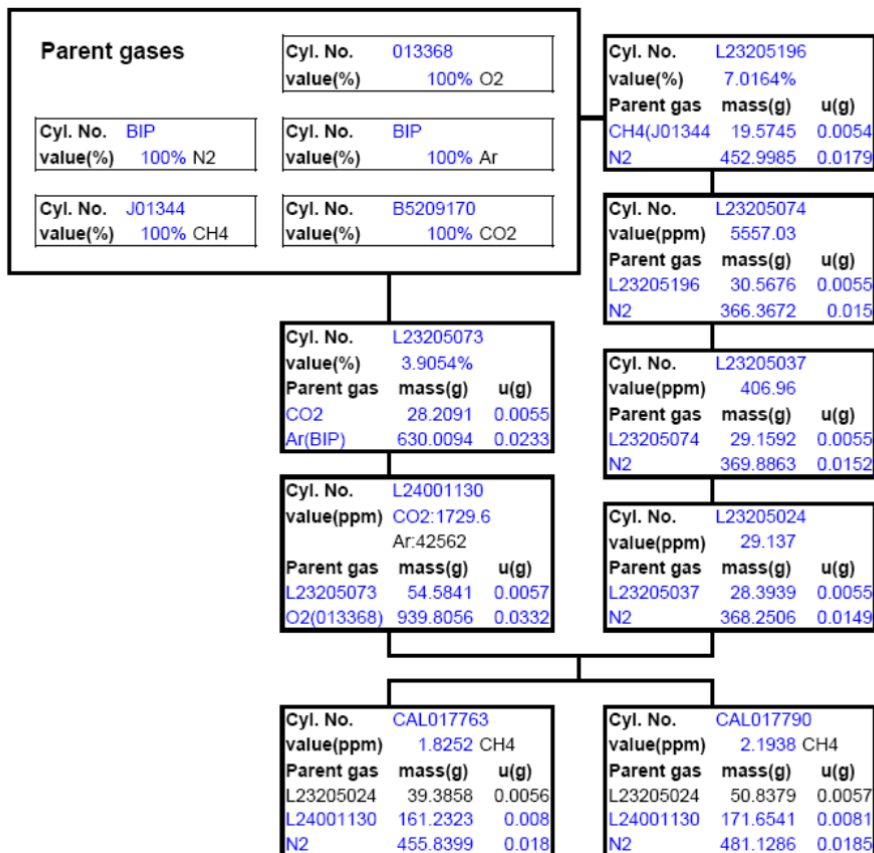 Parent gases
Cyl. No. 013368
value(%) 100% O2
Cyl. No. BIP
value(%) 100% N2
Cyl. No. BIP
value(%) 100% Ar
Cyl. No. J01344
value(%) 100% CH4
Cyl. No. B5209170
value(%) 100% CO2
Cyl. No. L23205196
value(%) 7.0164%
Parent gas mass(g) u(g)
CH4(J01344 19.5745 0.0054
N2 452.9985 0.0179
Cyl. No. L23205074
value(ppm) 5557.03
Parent gas mass(g) u(g)
L23205196 30.5676 0.0055
N2 366.3672 0.015
Cyl. No. L23205073
value(%) 3.9054%
Parent gas mass(g) u(g)
CO2 28.2091 0.0055
Ar(BIP) 630.0094 0.0233
Cyl. No. L23205037
value(ppm) 406.96
Parent gas mass(g) u(g)
L23205074 29.1592 0.0055
N2 369.8863 0.0152
Cyl. No. L24001130
value(ppm) CO2:1729.6
Ar:42562
Parent gas mass(g) u(g)
L23205073 54.5841 0.0057
O2(013368) 939.8056 0.0332
Cyl. No. L23205024
value(ppm) 29.137
Parent gas mass(g) u(g)
L23205037 28.3939 0.0055
N2 368.2506 0.0149
Cyl. No. CAL017763
value(ppm) 1.8252 CH4
Parent gas mass(g) u(g)
L23205024 39.3858 0.0056
L24001130 161.2323 0.008
N2 455.8399 0.018
Cyl. No. CAL017790
value(ppm) 2.1938 CH4
Parent gas mass(g) u(g)
L23205024 50.8379 0.0057
L24001130 171.6541 0.0081
N2 481.1286 0.0185